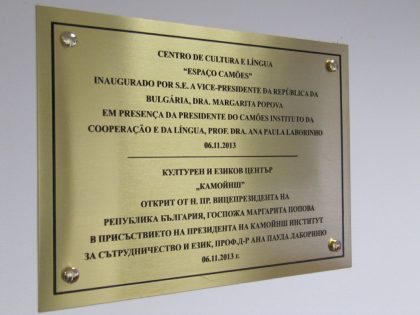 CENTRO DE CULTURA E LÍNGUA
“ESPAÇO CAMÕES”
INAUGURADO POR S.E. A VICE-PRESIDENTE DA REPÚBLICA DA
BULGÁRIA, DRA. MARGARITA POPOVA
EM PRESENÇA DA PRESIDENTE DO CAMÕES INSTITUTO DA
COOPERAÇÃO E DA LÍNGUA, PROF. DRA. ANA PAULA LABORINHO
06.11.2013
КУЛТУРЕН И ЕЗИКОВ ЦЕНТЪР
„КАМОЙНШ”
ОТКРИТ ОТ Н. ПР. ВИЦЕПРЕЗИДЕНТА НА
РЕПУБЛИКА БЪЛГАРИЯ, ГОСПОЖА МАРГАРИТА ПОПОВА
В ПРИСЪСТВИЕТО НА ПРЕЗИДЕНТА НА КАМОЙНШ ИНСТИТУТ
ЗА СЪТРУДНИЧЕСТВО И ЕЗИК, ПРОФ.Д-Р АНА ПАУЛА ЛАБОРИНЮ
06.11.2013 г.